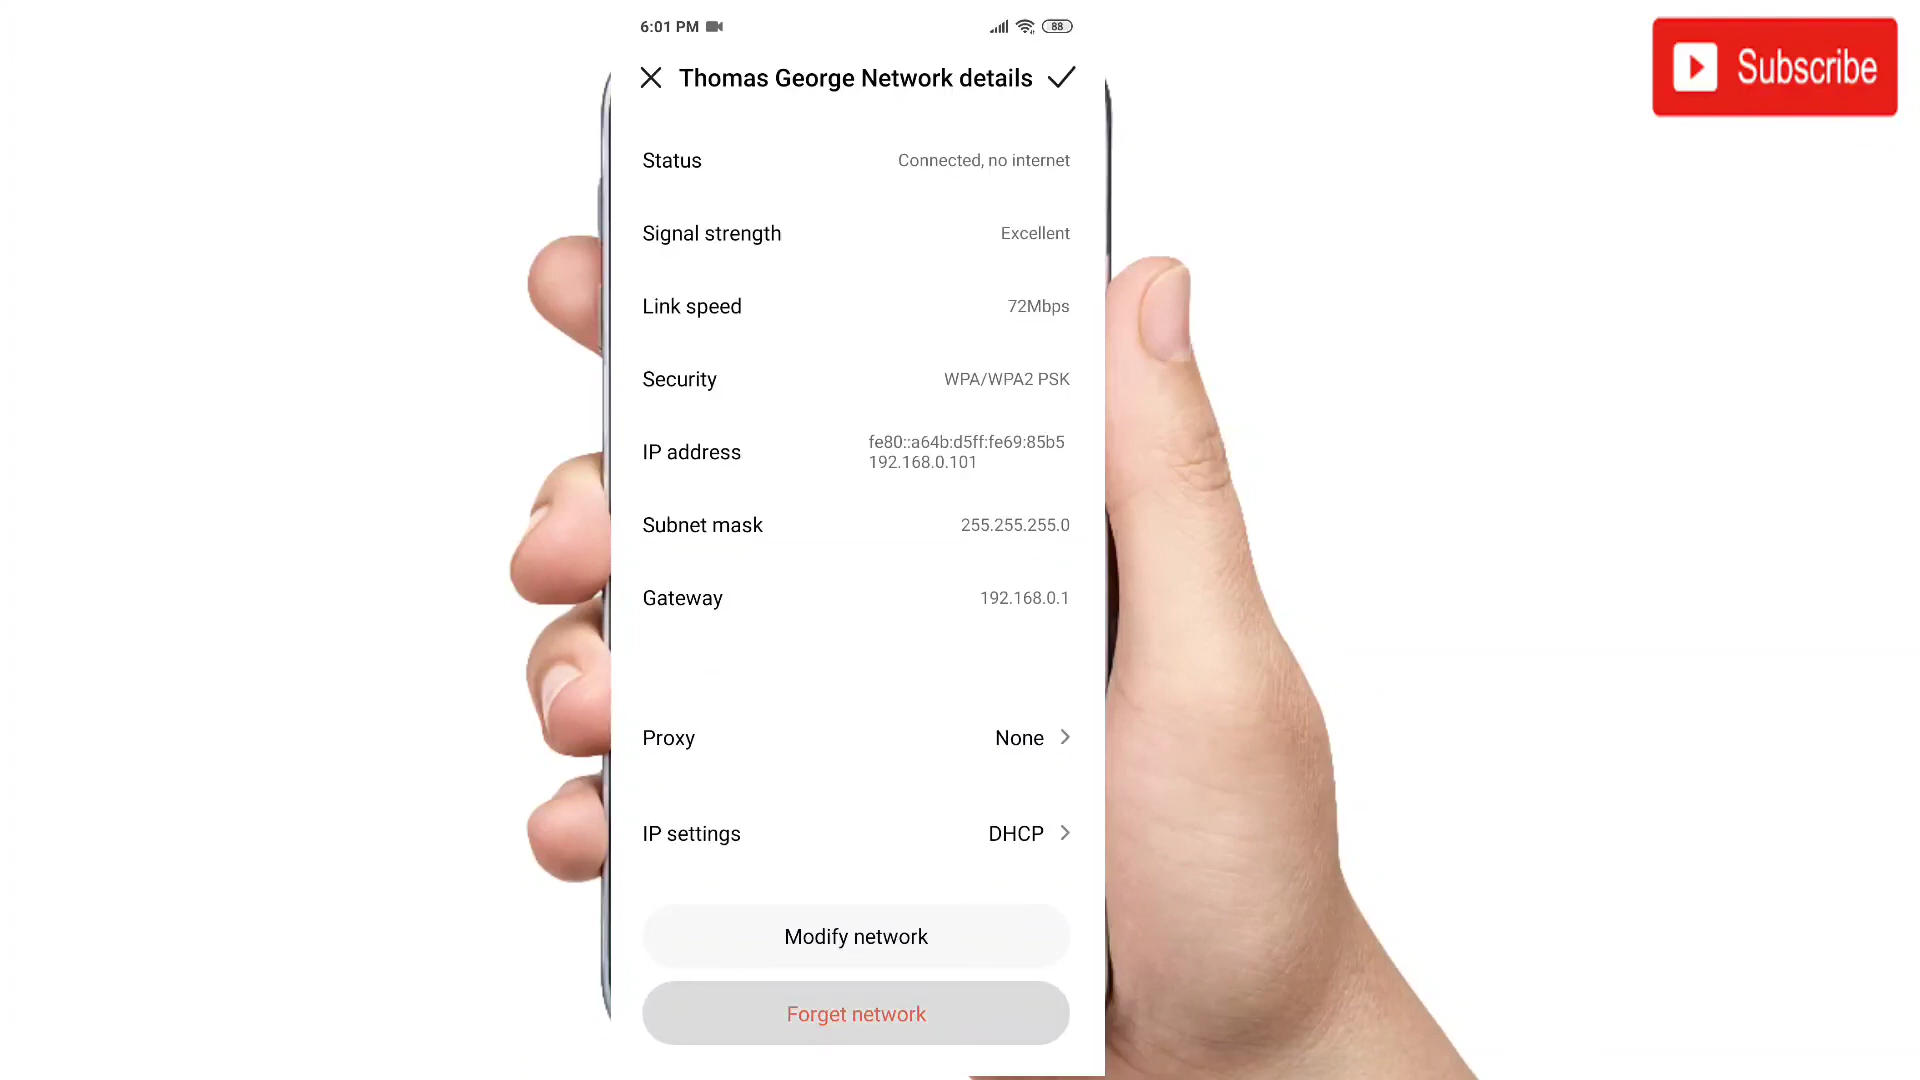 6:01 PM
88
Subscribe
Thomas George Network details
Status
Connected, no internet
Signal strength
Excellent
Link speed
72Mbps
Security
WPA/WPA2 PSK
IP address
fe80::a64b:d5ff:fe69:85b5
192.168.0.101
Subnet mask
255.255.255.0
Gateway
192.168.0.1
Proxy
None
IP settings
DHCP
Modify network
Forget network